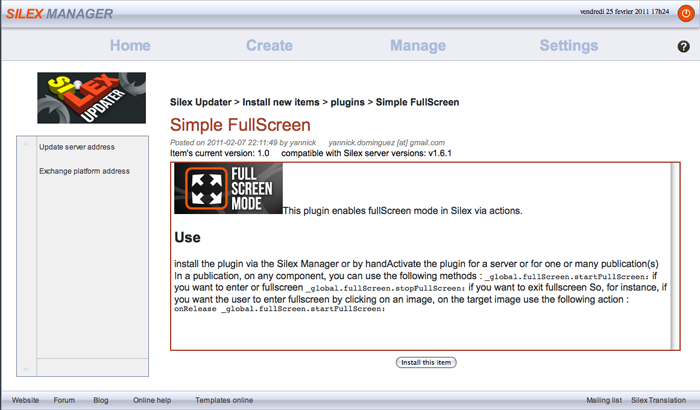 SILEX MANAGER
vendredi 25 fevrier 2011 17h24
Home Create Manage Settings
?
SILEX
UPDATER
Update server address
Exchange platform address
Silex Updater > Install new items > plugins > Simple FullScreen
Simple FullScreen
Posted on 2011-02-07 22:11:49 by yannick yannick.dominguez [at] gmail.com
Item's current version: 1.0 compatible with Silex server versions: v1.6.1
FULL
SCREEN
MODE
This plugin enables fullScreen mode in Silex via actions.
Use
install the plugin via the Silex Manager or by handActivate the plugin for a server or for one or many publication(s)
In a publication, on any component, you can use the following methods : _global.fullScreen.startFullScreen: if
you want to enter or fullscreen _global.fullScreen.stopFullScreen: if you want to exit fullscreen So, for instance, if
you want the user to enter fullscreen by clicking on an image, on the target image use the following action :
onRelease _global.fullScreen.startFullScreen:
Install this item
Website Forum Blog Online help Templates online Mailing list Silex Translation